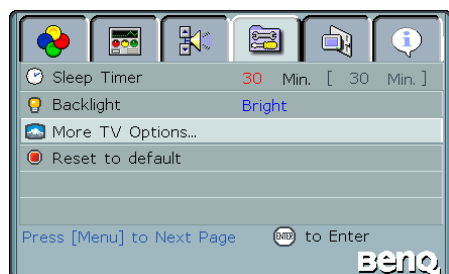 Sleep Timer 30 Min. [ 30 Min. ]
Backlight Bright
More TV Options...
Reset to default
Press [Menu] to Next Page ENTER to Enter
BenQ